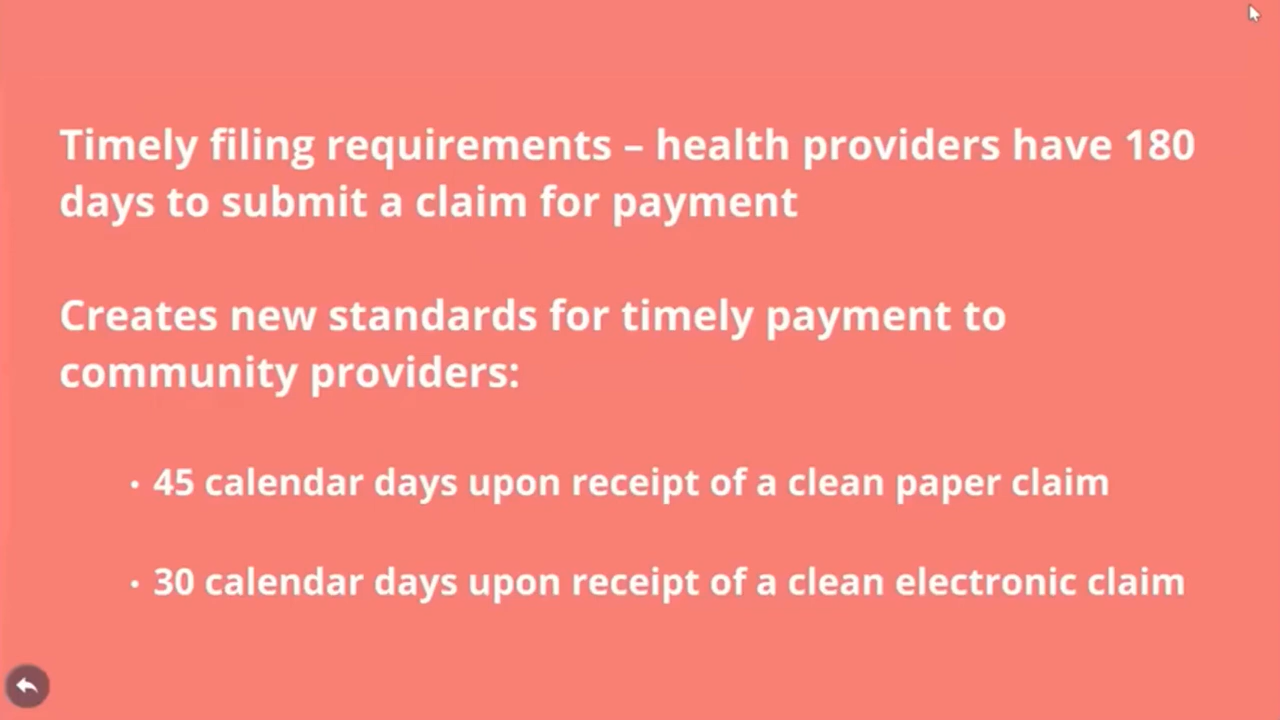 Timely filing requirements – health providers have 180
days to submit a claim for payment
Creates new standards for timely payment to
community providers:
• 45 calendar days upon receipt of a clean paper claim
• 30 calendar days upon receipt of a clean electronic claim